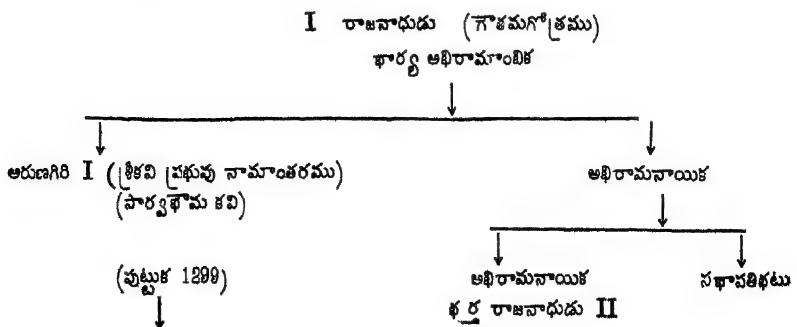 I రాజనాధుడు (గౌతమగోత్రము)
భార్య అభిరామాంబిక
అరుణగిరి I (శ్రీకవి ప్రభువు నామాంతరము)
అభిరామనాయిక
(సార్వభౌమ కవి)
(పుట్టుక 1299)
అభిరామనాయిక
సభాపతిభటు
భర్త రాజనాధుడు II